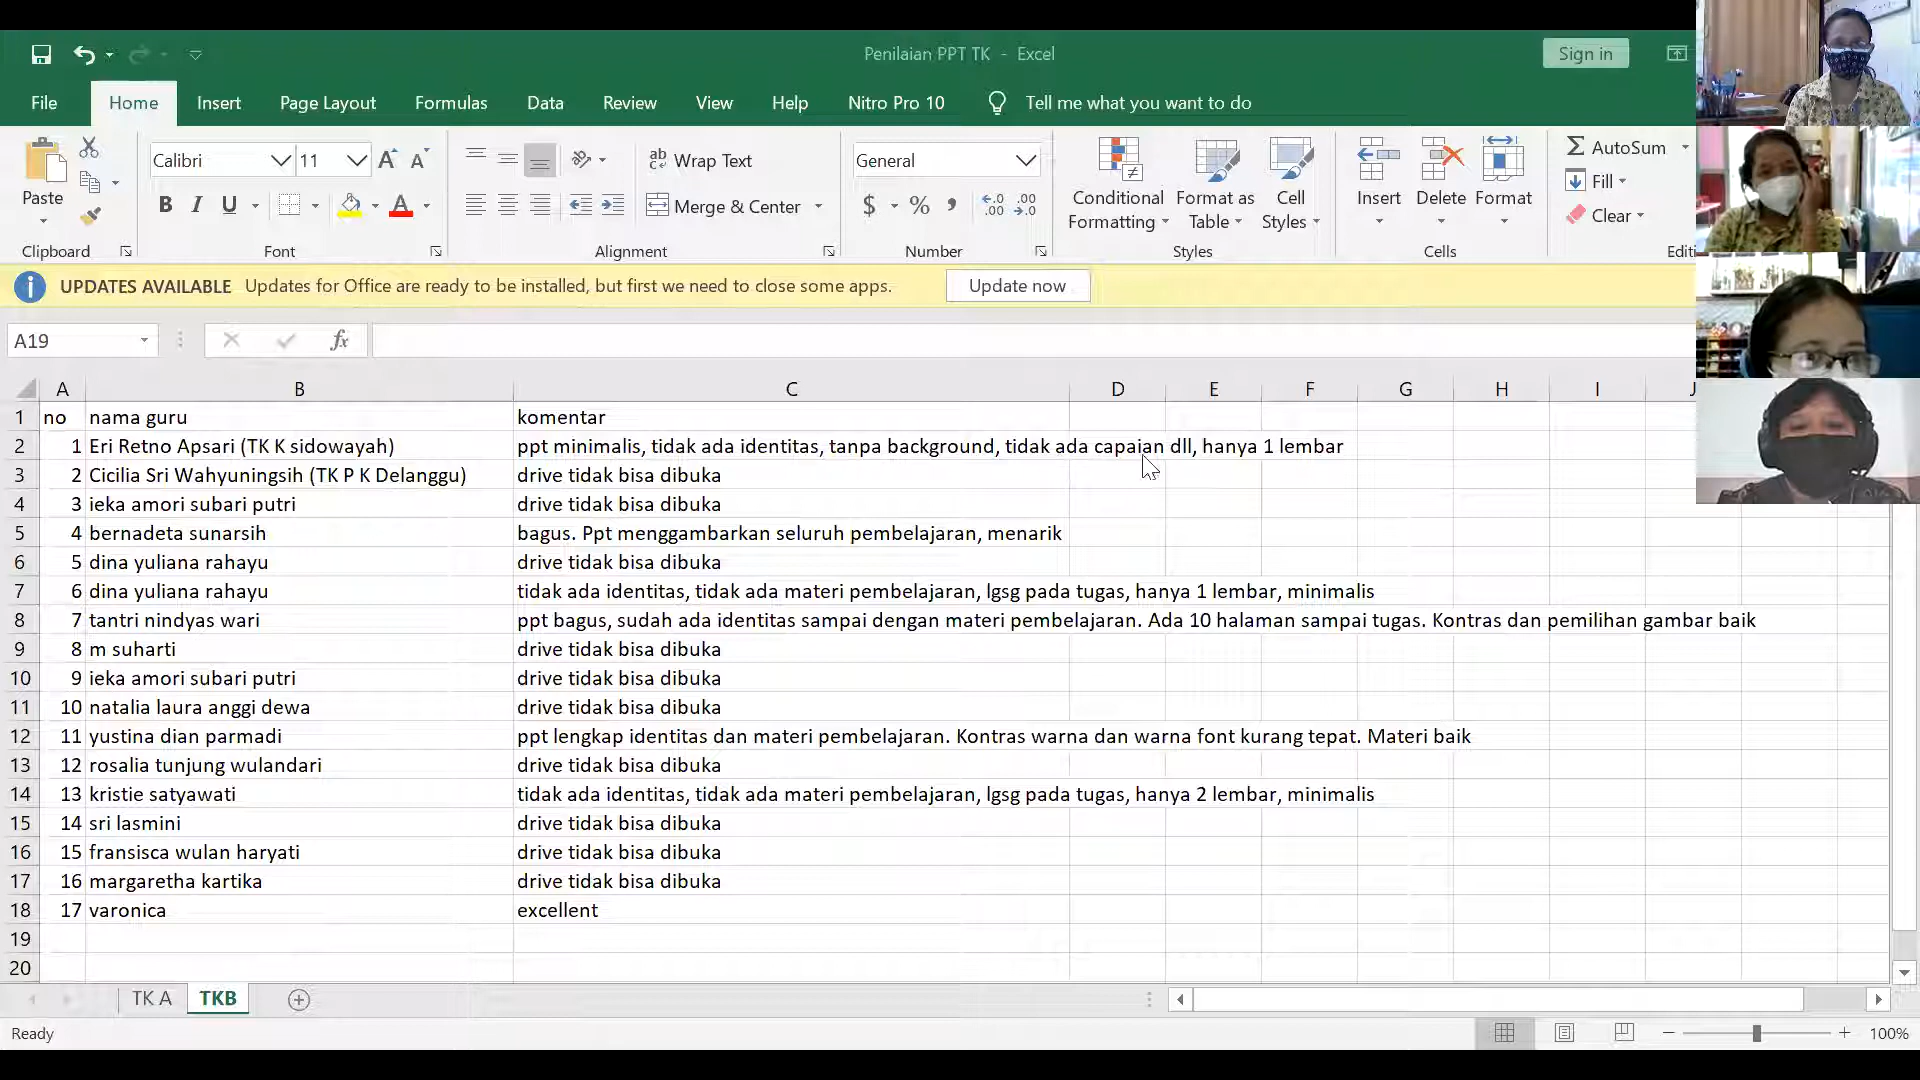 Penilaian PPT TK - Excel
Sign in
File Home Insert Page Layout Formulas Data Review View Help Nitro Pro 10 Tell me what you want to do
Calibri 11
ab Wrap Text
General
AutoSum
Paste
Conditional Formatting
Format as Table
Cell Styles
Insert
Delete
Format
Fill
B I U
Merge & Center
$ % ,
Clear
Clipboard Font Alignment Number Styles Cells Editi
UPDATES AVAILABLE Updates for Office are ready to be installed, but first we need to close some apps. Update now
A19 fx
A B C D E F G H I J
1 no nama guru komentar
2 1 Eri Retno Apsari (TK K sidowayah) ppt minimalis, tidak ada identitas, tanpa background, tidak ada capaian dll, hanya 1 lembar
3 2 Cicilia Sri Wahyuningsih (TK P K Delanggu) drive tidak bisa dibuka
4 3 ieka amori subari putri drive tidak bisa dibuka
5 4 bernadeta sunarsih bagus. Ppt menggambarkan seluruh pembelajaran, menarik
6 5 dina yuliana rahayu drive tidak bisa dibuka
7 6 dina yuliana rahayu tidak ada identitas, tidak ada materi pembelajaran, lgsg pada tugas, hanya 1 lembar, minimalis
8 7 tantri nindyas wari ppt bagus, sudah ada identitas sampai dengan materi pembelajaran. Ada 10 halaman sampai tugas. Kontras dan pemilihan gambar baik
9 8 m suharti drive tidak bisa dibuka
10 9 ieka amori subari putri drive tidak bisa dibuka
11 10 natalia laura anggi dewa drive tidak bisa dibuka
12 11 yustina dian parmadi ppt lengkap identitas dan materi pembelajaran. Kontras warna dan warna font kurang tepat. Materi baik
13 12 rosalia tunjung wulandari drive tidak bisa dibuka
14 13 kristie satyawati tidak ada identitas, tidak ada materi pembelajaran, lgsg pada tugas, hanya 2 lembar, minimalis
15 14 sri lasmini drive tidak bisa dibuka
16 15 fransisca wulan haryati drive tidak bisa dibuka
17 16 margaretha kartika drive tidak bisa dibuka
18 17 varonica excellent
19
20
TK A TKB
Ready 100%